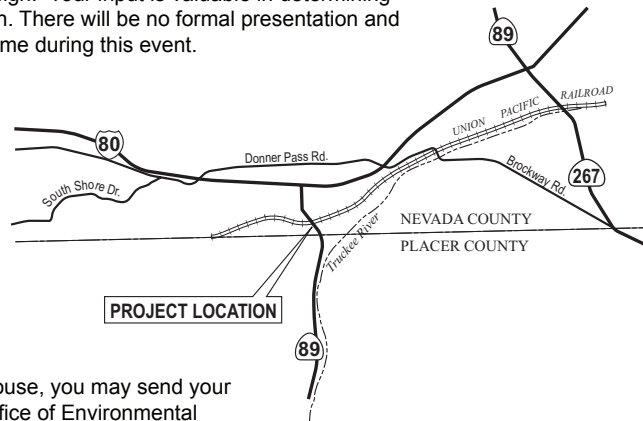 Your input is valuable in determining
There will be no formal presentation and
me during this event.
89
UNION PACIFIC RAILROAD
80
Donner Pass Rd.
South Shore Dr.
Brockway Rd.
267
Truckee River
NEVADA COUNTY
PLACER COUNTY
PROJECT LOCATION
89
ouse, you may send your
fice of Environmental